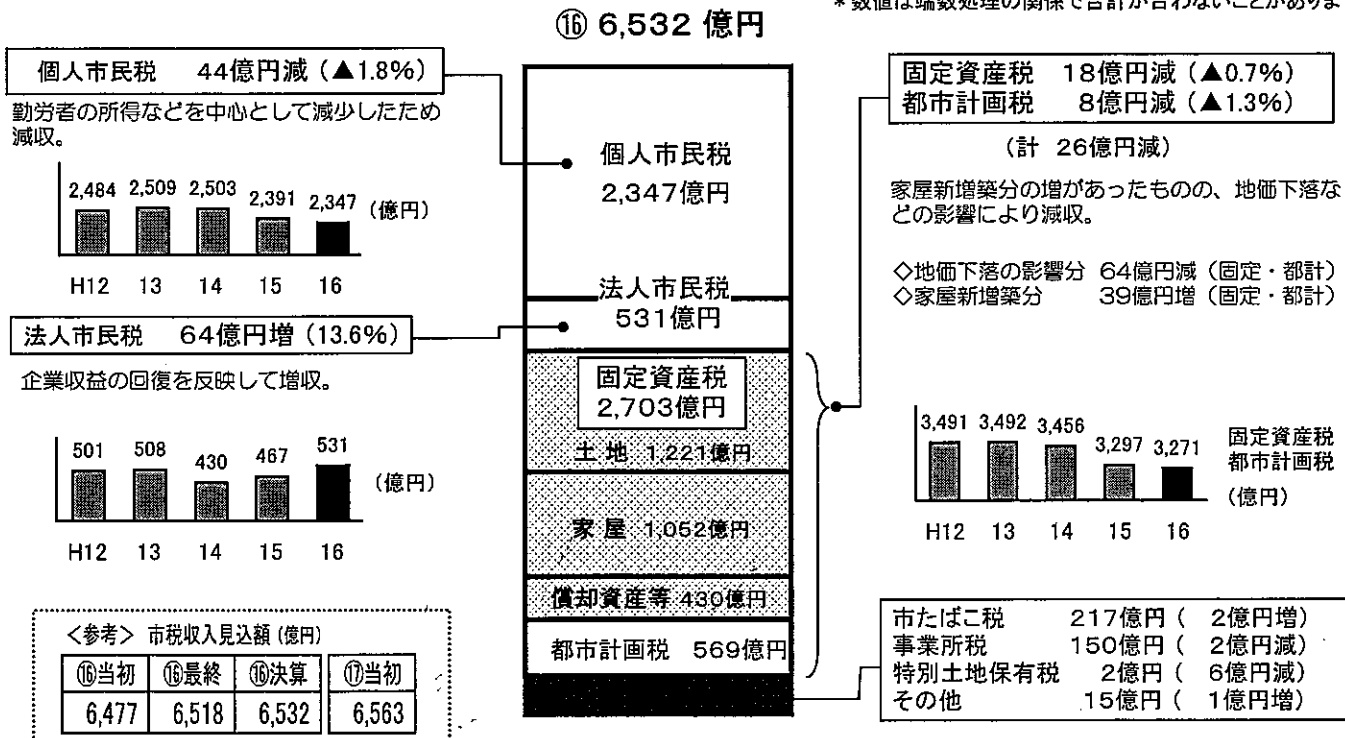 *数値は端数処理の関係で合計が合わないことがありま
⑯ 6,532 億円
個人市民税 44億円減(▲1.8%)
勤労者の所得などを中心として減少したため
減収。
2,484 2,509 2,503 2,391 2,347 (億円)
H12 13 14 15 16
法人市民税 64億円増(13.6%)
企業収益の回復を反映して増収。
501 508 430 467 531
(億円)
H12 13 14 15 16
<参考> 市税収入見込額(億円)
⑯当初 ⑯最終 ⑯決算 ⑰当初
6,477 6,518 6,532 6,563
個人市民税
2,347億円
法人市民税
531億円
固定資産税
2,703億円
土地 1,221億円
家屋 1,052億円
償却資産等 430億円
都市計画税 569億円
固定資産税 18億円減(▲0.7%)
都市計画税 8億円減(▲1.3%)
(計 26億円減)
家屋新増築分の増があったものの、地価下落な
どの影響により減収。
◇地価下落の影響分 64億円減(固定・都計)
◇家屋新増築分 39億円増(固定・都計)
3,491 3,492 3,456 3,297 3,271
固定資産税
都市計画税
(億円)
H12 13 14 15 16
市たばこ税 217億円( 2億円増)
事業所税 150億円( 2億円減)
特別土地保有税 2億円( 6億円減)
その他 15億円( 1億円増)